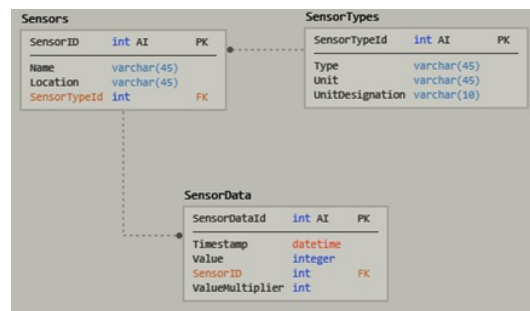 Sensors
SensorID int AI PK
Name varchar(45)
Location varchar(45)
SensorTypeId int FK
SensorTypes
SensorTypeId int AI PK
Type varchar(45)
Unit varchar(45)
UnitDesignation varchar(10)
SensorData
SensorDataId int AI PK
Timestamp datetime
Value integer
SensorID int FK
ValueMultiplier int